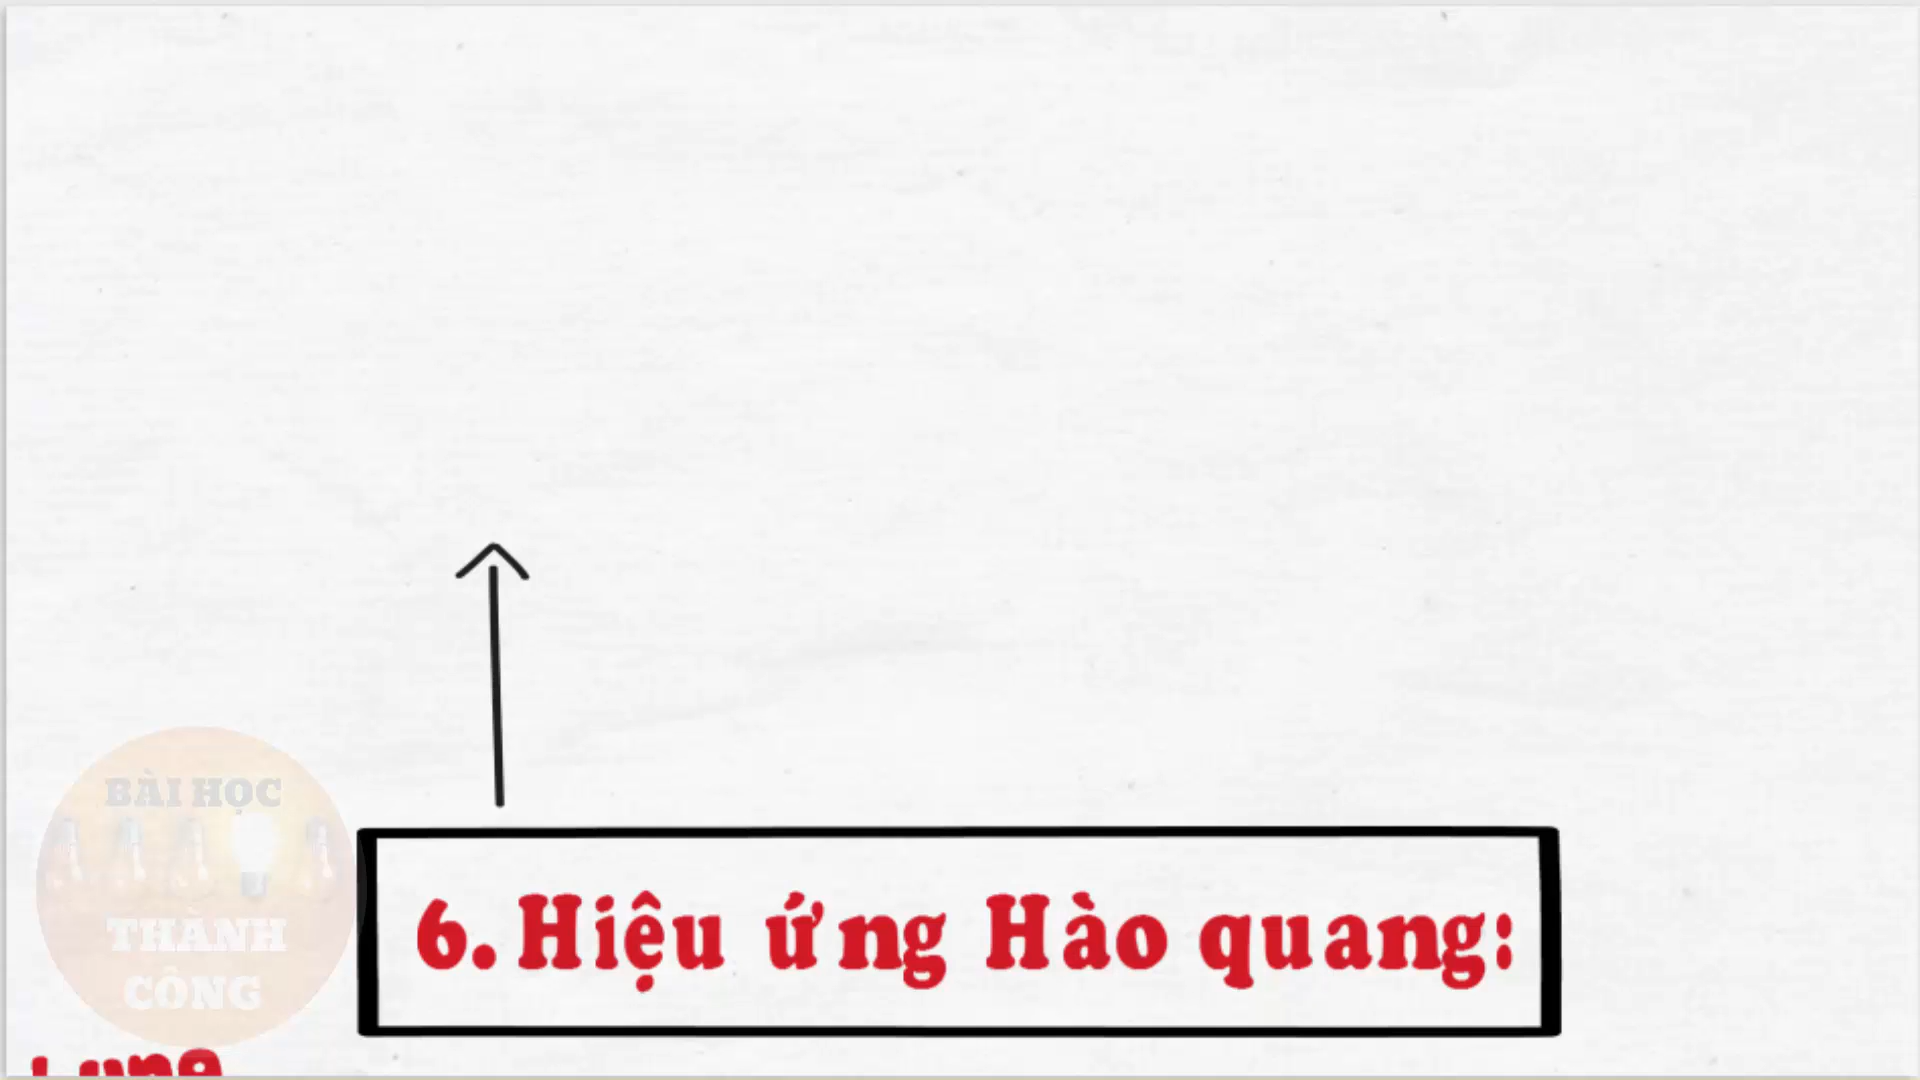 BÀI HỌC
THÀNH
CÔNG
6. Hiệu ứng Hào quang: